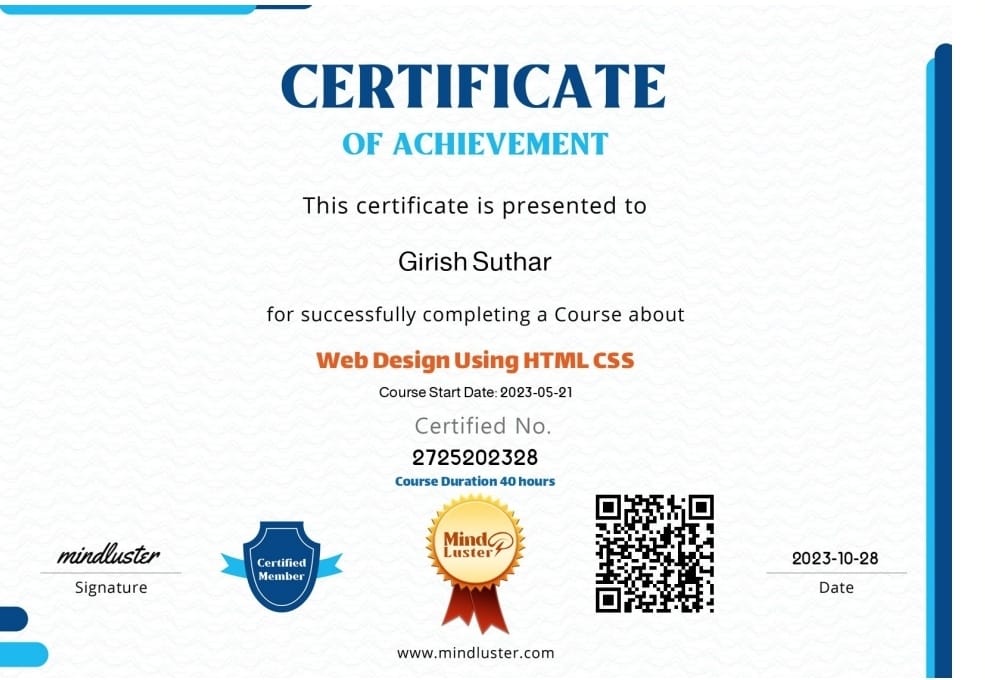 CERTIFICATE
OF ACHIEVEMENT
This certificate is presented to
Girish Suthar
for successfully completing a Course about
Web Design Using HTML CSS
Course Start Date: 2023-05-21
Certified No.
2725202328
Course Duration 40 hours
mindluster
Signature
Certified
Member
Mind
Luster
2023-10-28
Date
www.mindluster.com